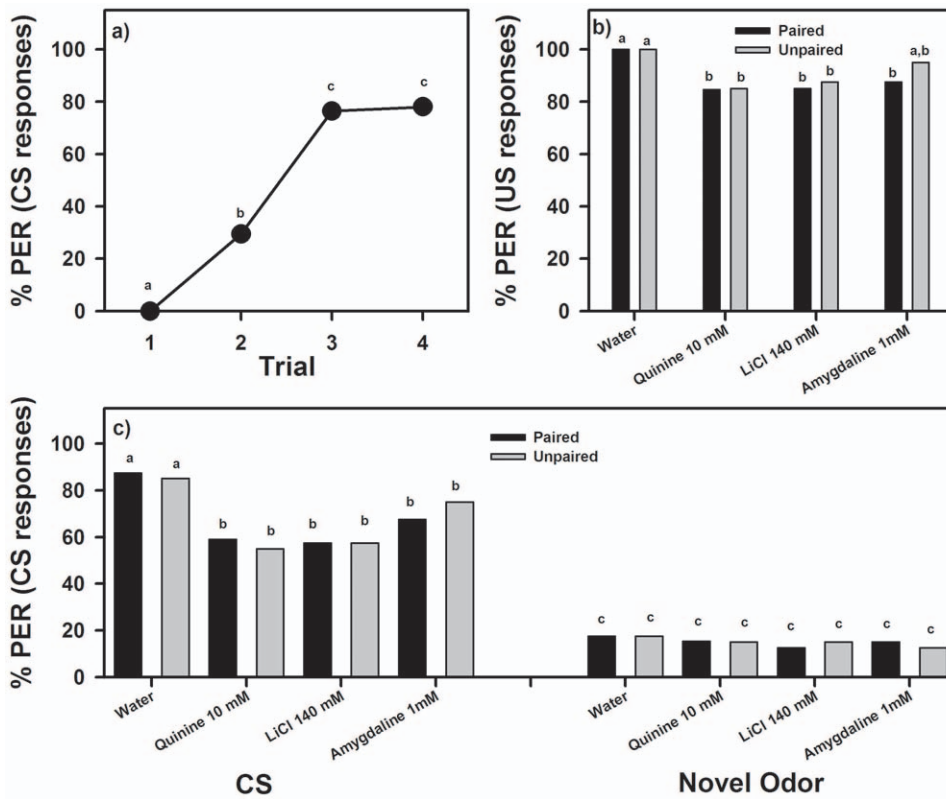 a)
% PER (CS responses)
100
80
60
40
20
0
a
b
c
c
1 2 3 4
Trial
b)
Paired
Unpaired
% PER (US responses)
100
80
60
40
20
0
a a b b b b b a,b
Water
Quinine 10 mM
LiCl 140 mM
Amygdaline 1mM
c)
Paired
Unpaired
% PER (CS responses)
100
80
60
40
20
0
a a b b b b b b
c c c c c c c c
Water
Quinine 10 mM
LiCl 140 mM
Amygdaline 1mM
Water
Quinine 10 mM
LiCl 140 mM
Amygdaline 1mM
CS
Novel Odor